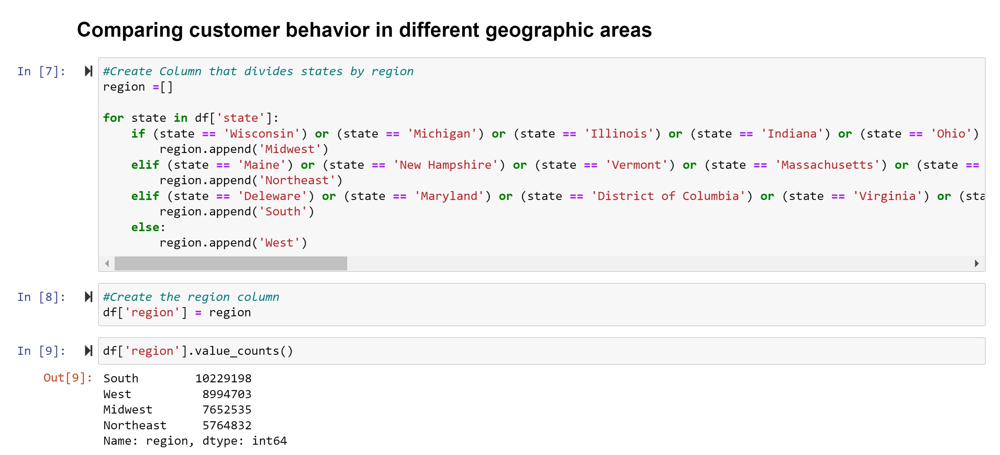 Comparing customer behavior in different geographic areas
In [7]:
#Create Column that divides states by region
region =[]
for state in df['state']:
if (state == 'Wisconsin') or (state == 'Michigan') or (state == 'Illinois') or (state == 'Indiana') or (state == 'Ohio')
region.append('Midwest')
elif (state == 'Maine') or (state == 'New Hampshire') or (state == 'Vermont') or (state == 'Massachusetts') or (state ==
region.append('Northeast')
elif (state == 'Deleware') or (state == 'Maryland') or (state == 'District of Columbia') or (state == 'Virginia') or (sta
region.append('South')
else:
region.append('West')
In [8]:
#Create the region column
df['region'] = region
In [9]:
df['region'].value_counts()
Out[9]:
South 10229198
West 8994703
Midwest 7652535
Northeast 5764832
Name: region, dtype: int64